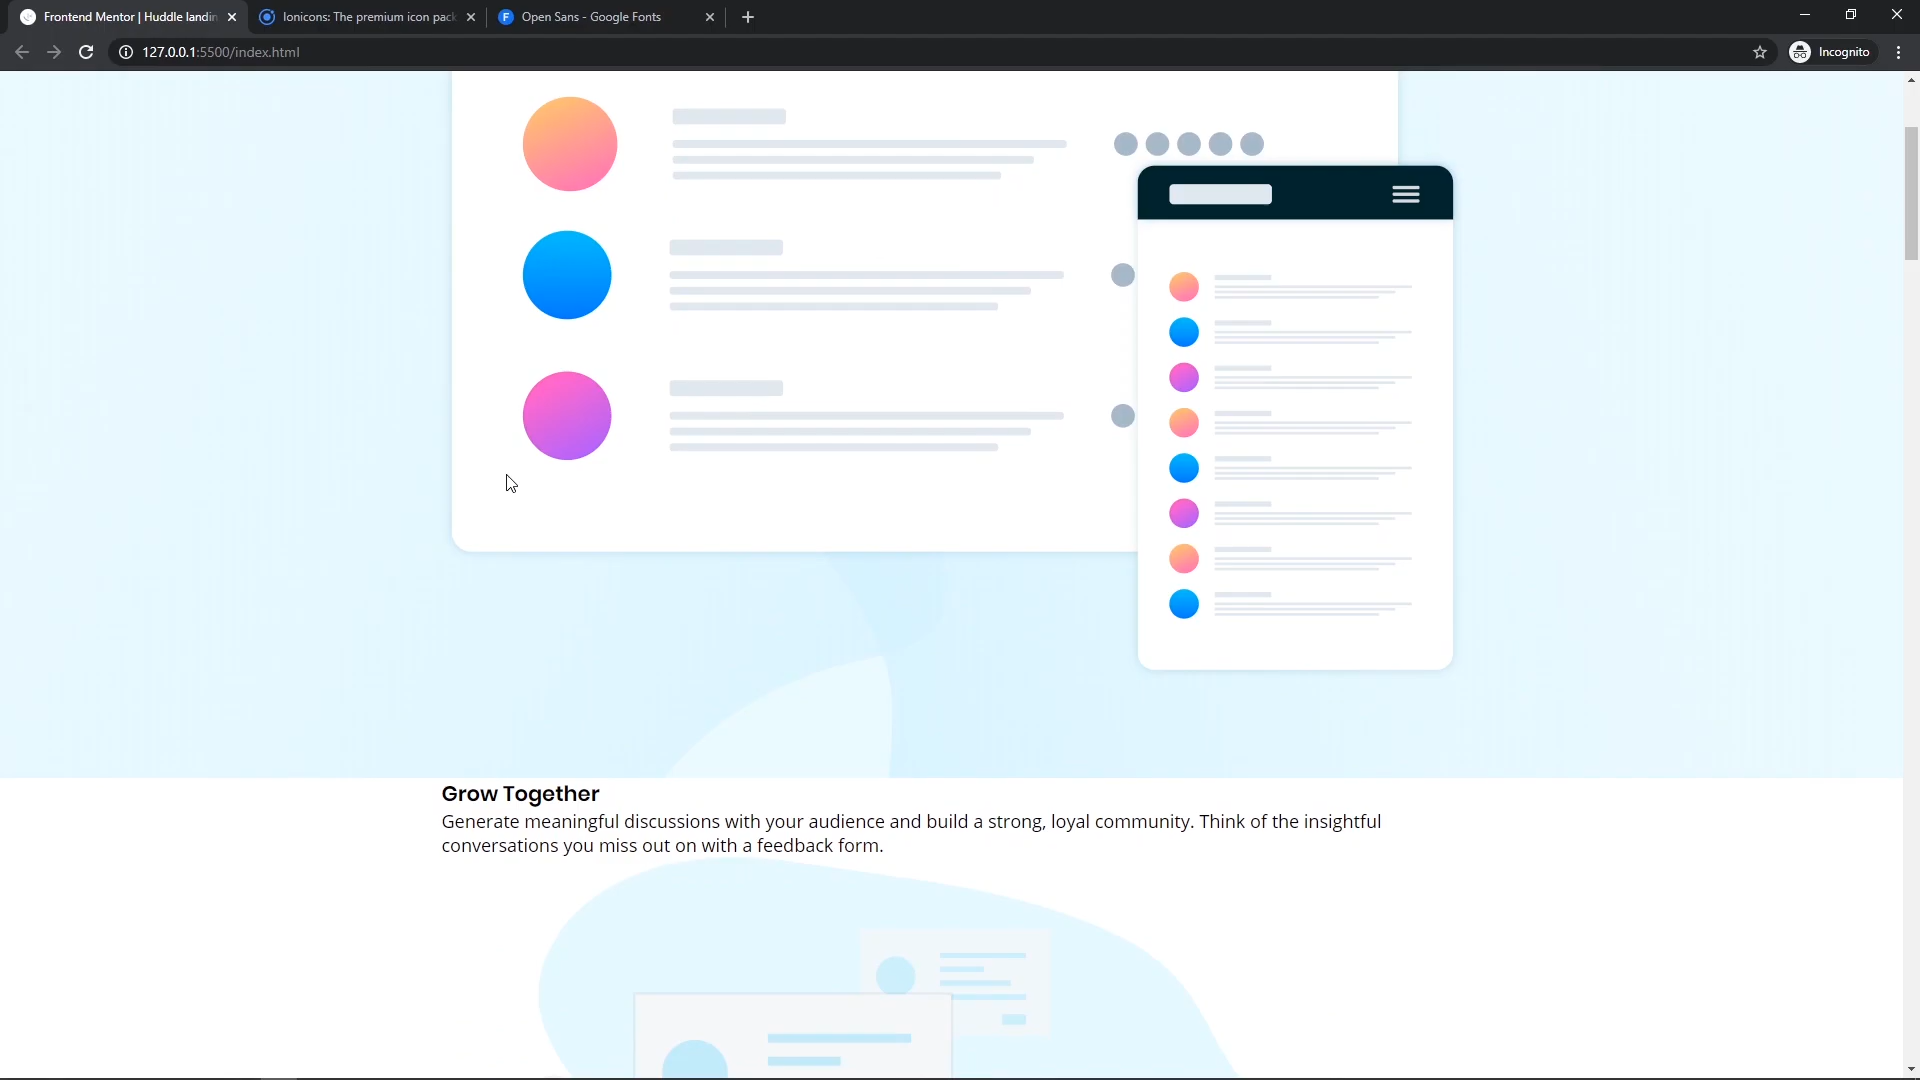 Frontend Mentor | Huddle landin
Ionicons: The premium icon pac
Open Sans - Google Fonts
127.0.0.1:5500/index.html
Incognito
Grow Together
Generate meaningful discussions with your audience and build a strong, loyal community. Think of the insightful
conversations you miss out on with a feedback form.